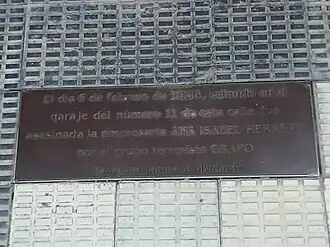 El día 6 de febrero de 2006, estando en el
garaje del número 11 de esta calle fue
asesinada la empresaria ANA ISABEL HERRERO
por el grupo terrorista GRAPO